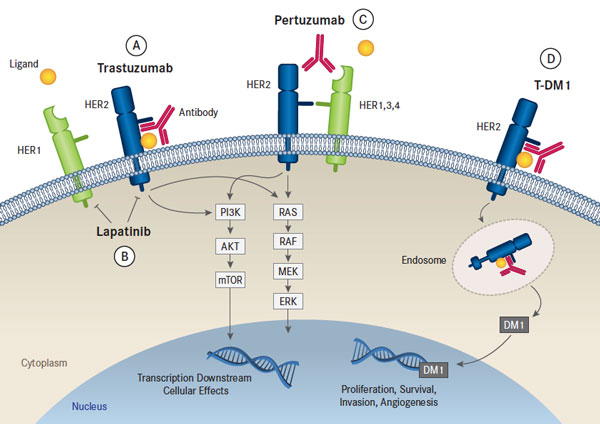 Pertuzumab
C
A
D
Ligand
Trastuzumab
T-DM1
HER2
HER2
Antibody
HER1,3,4
HER2
HER1
PI3K
RAS
Lapatinib
AKT
RAF
B
Endosome
mTOR
MEK
ERK
DM1
Cytoplasm
DM1
Transcription Downstream
Cellular Effects
Proliferation, Survival,
Invasion, Angiogenesis
Nucleus